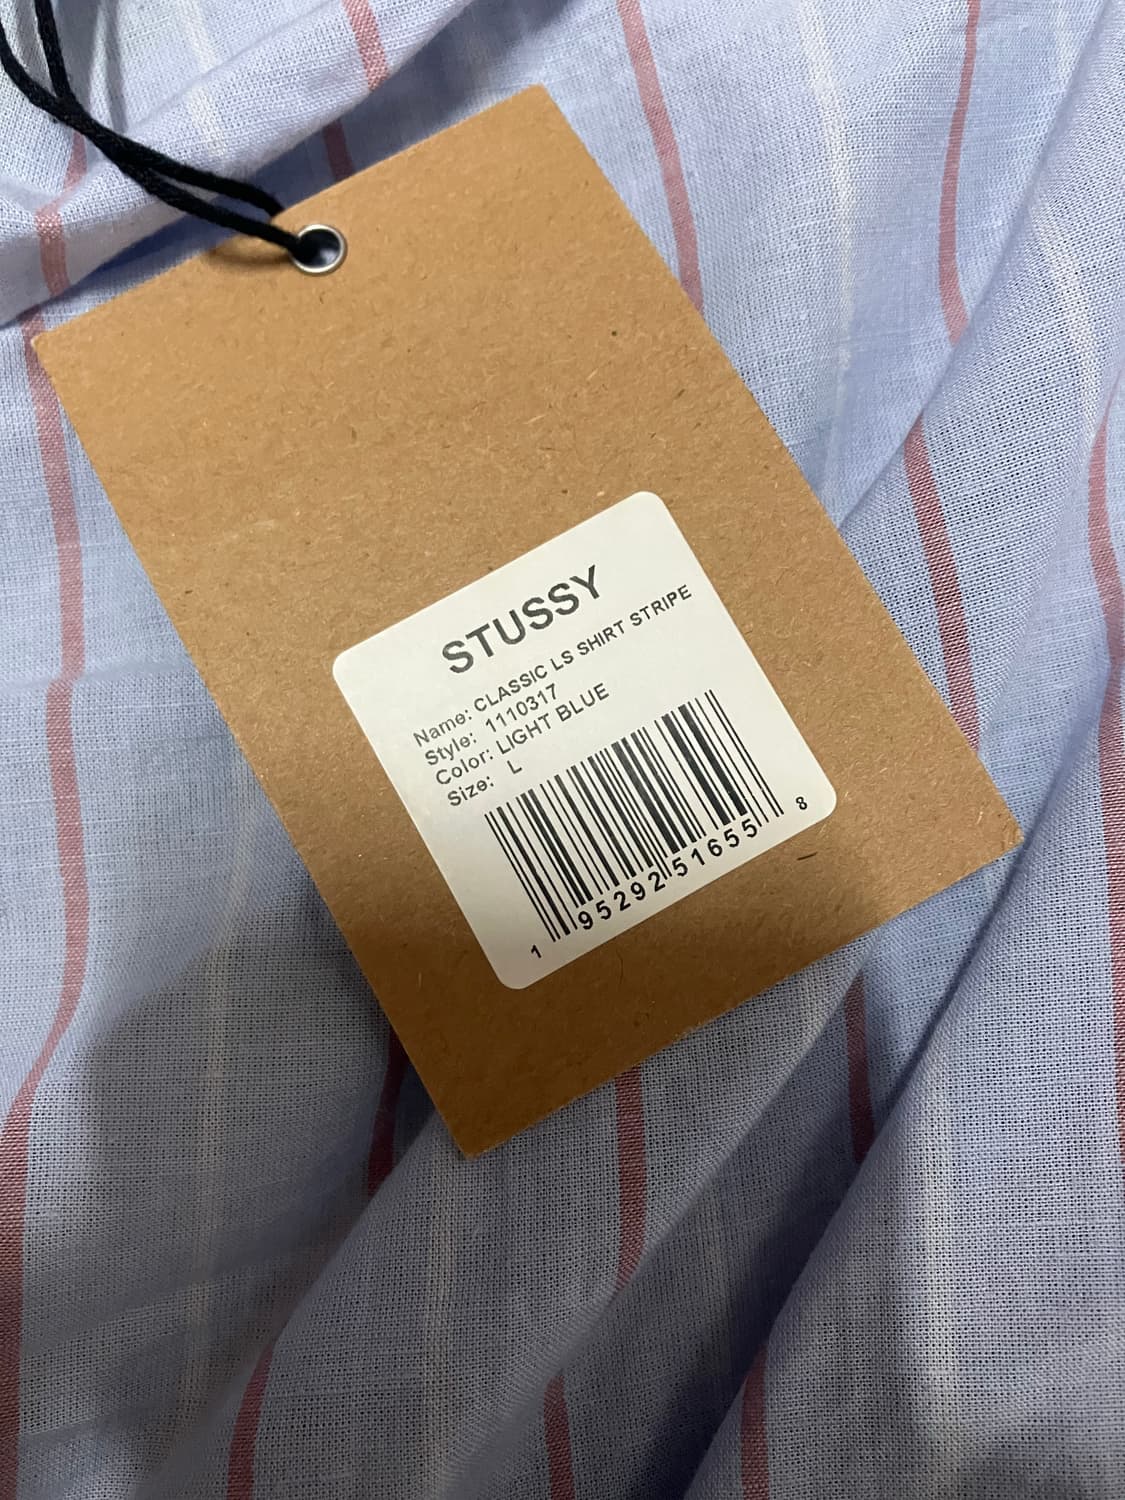 STUSSY
Name: CLASSIC LS SHIRT STRIPE
Style: 1110317
Color: LIGHT BLUE
Size: L
1 95292 51655 8